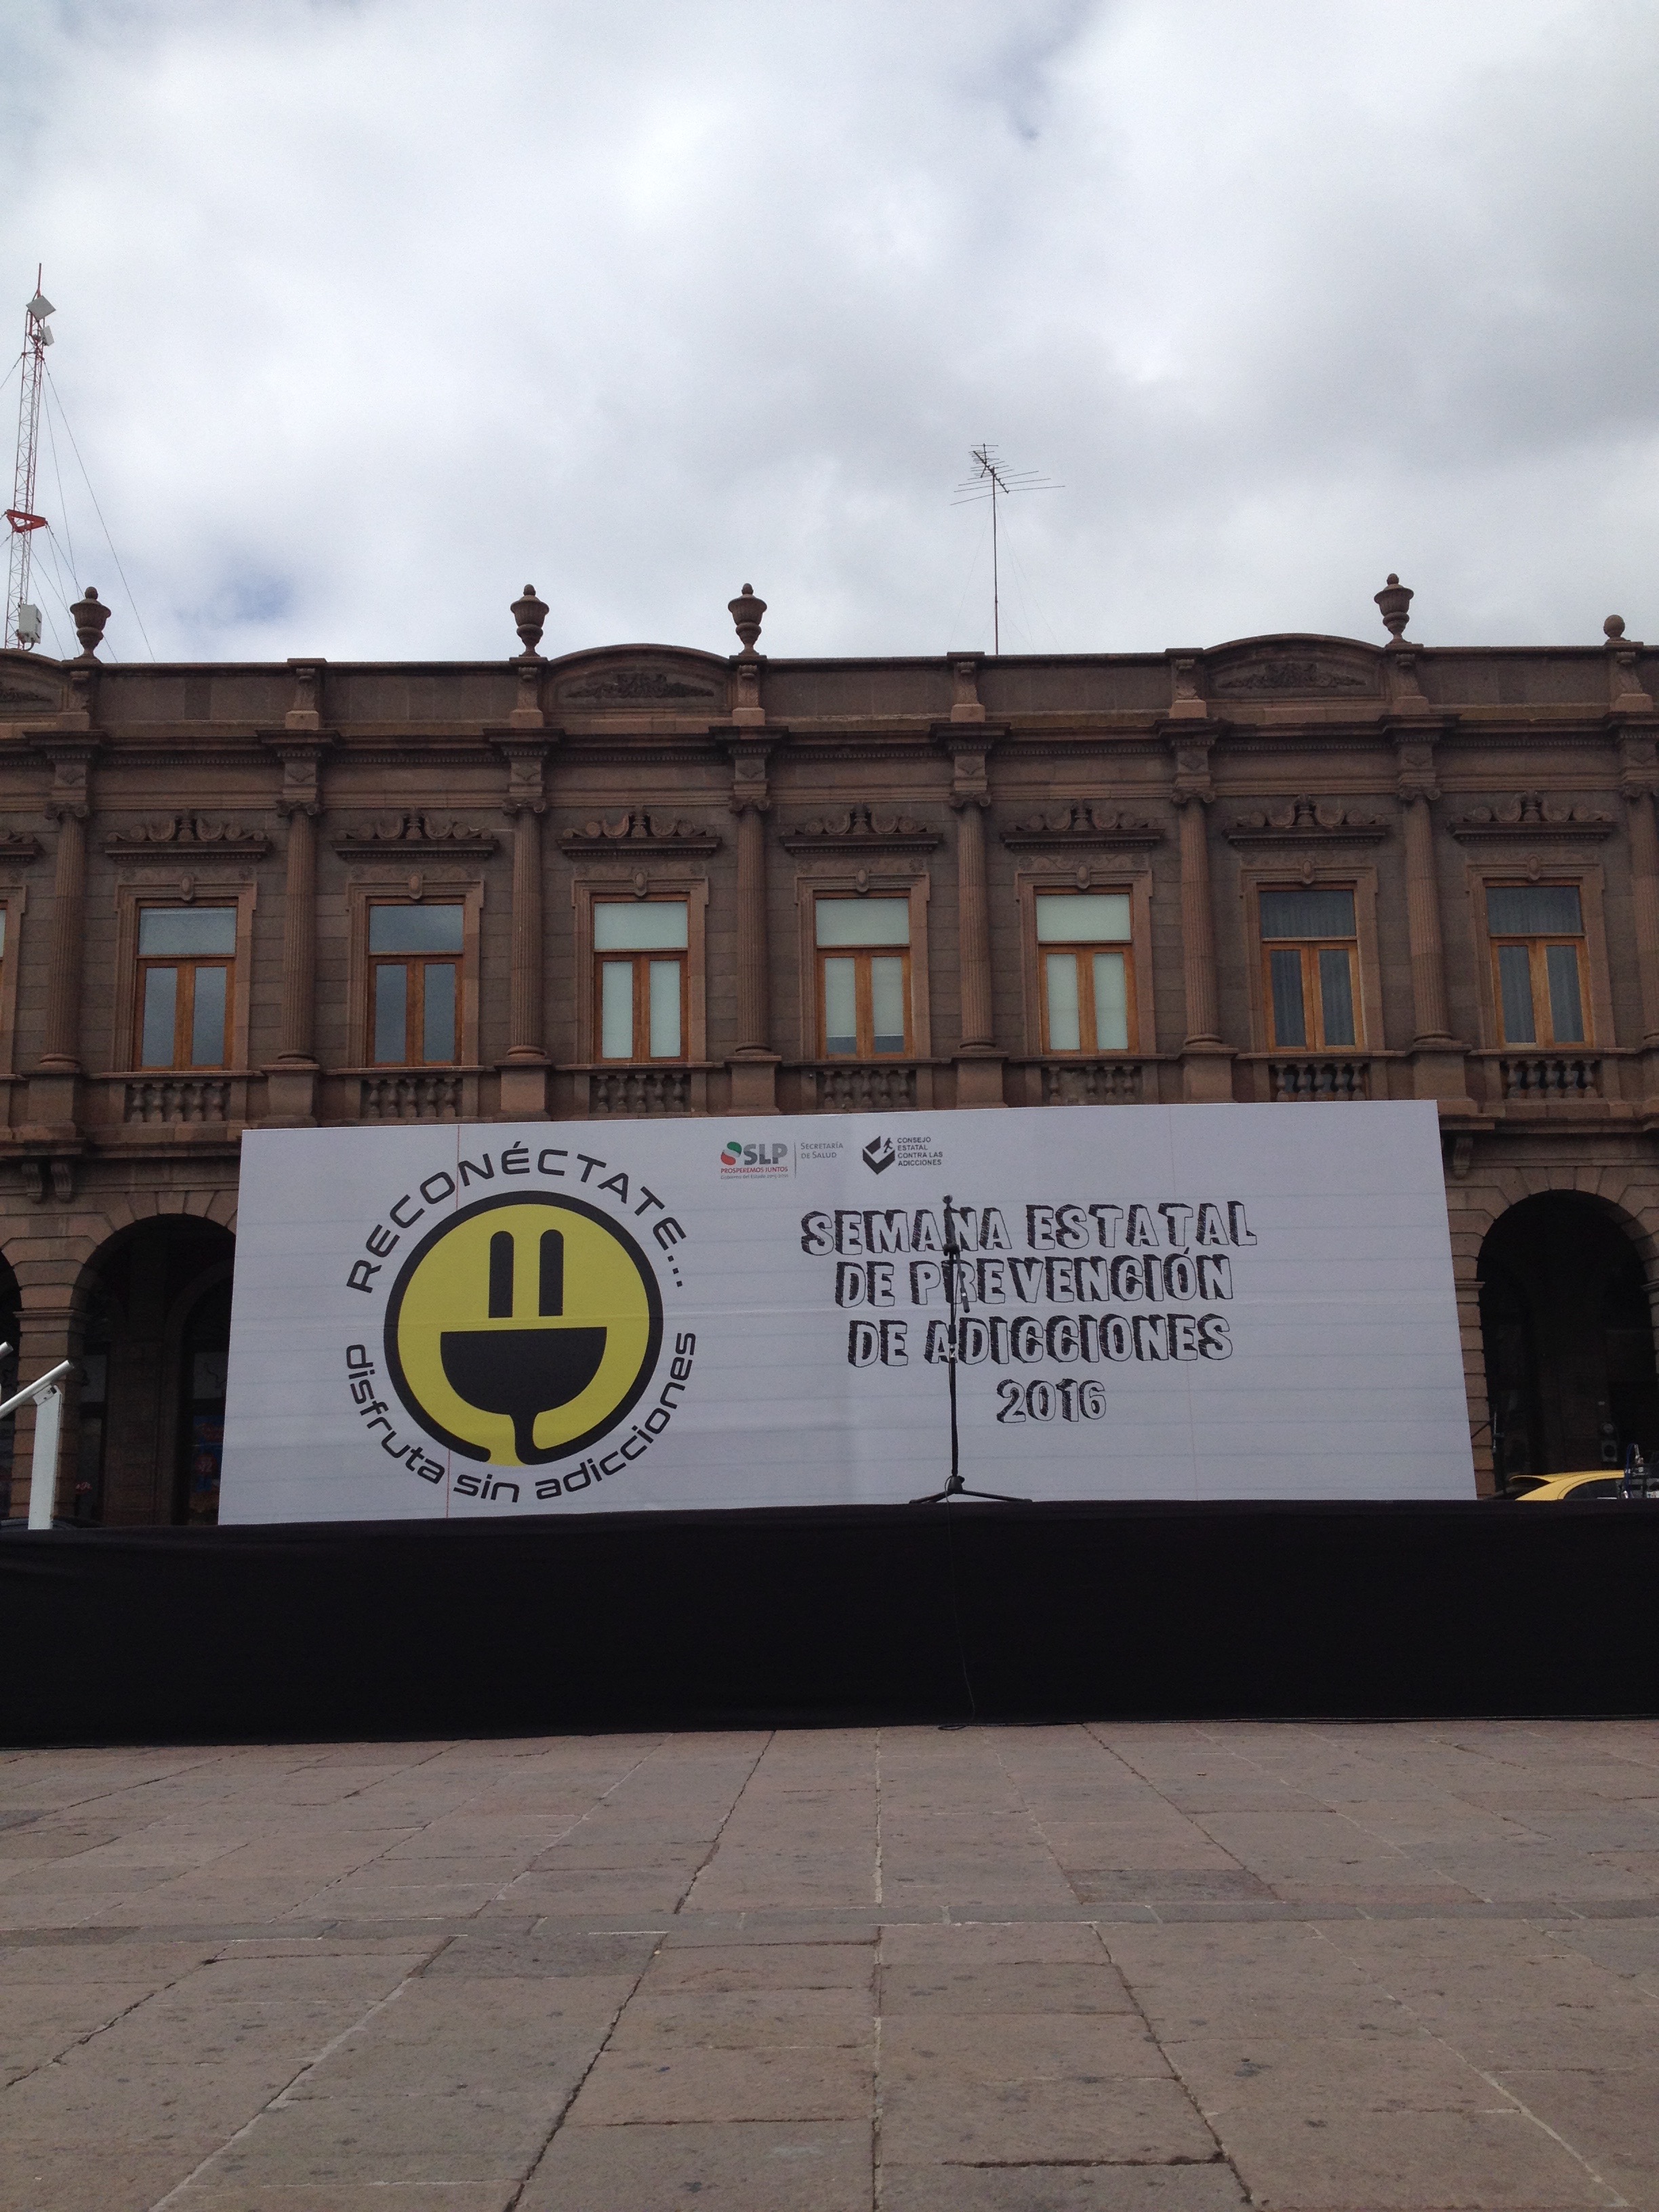 RECONÉCTATE...
disfruta sin adicciones
SLP
PROSPEREMOS JUNTOS
SECRETARÍA
DE SALUD
CONSEJO
ESTATAL
CONTRA LAS
ADICCIONES
SEMANA ESTATAL
DE PREVENCIÓN
DE ADICCIONES
2016